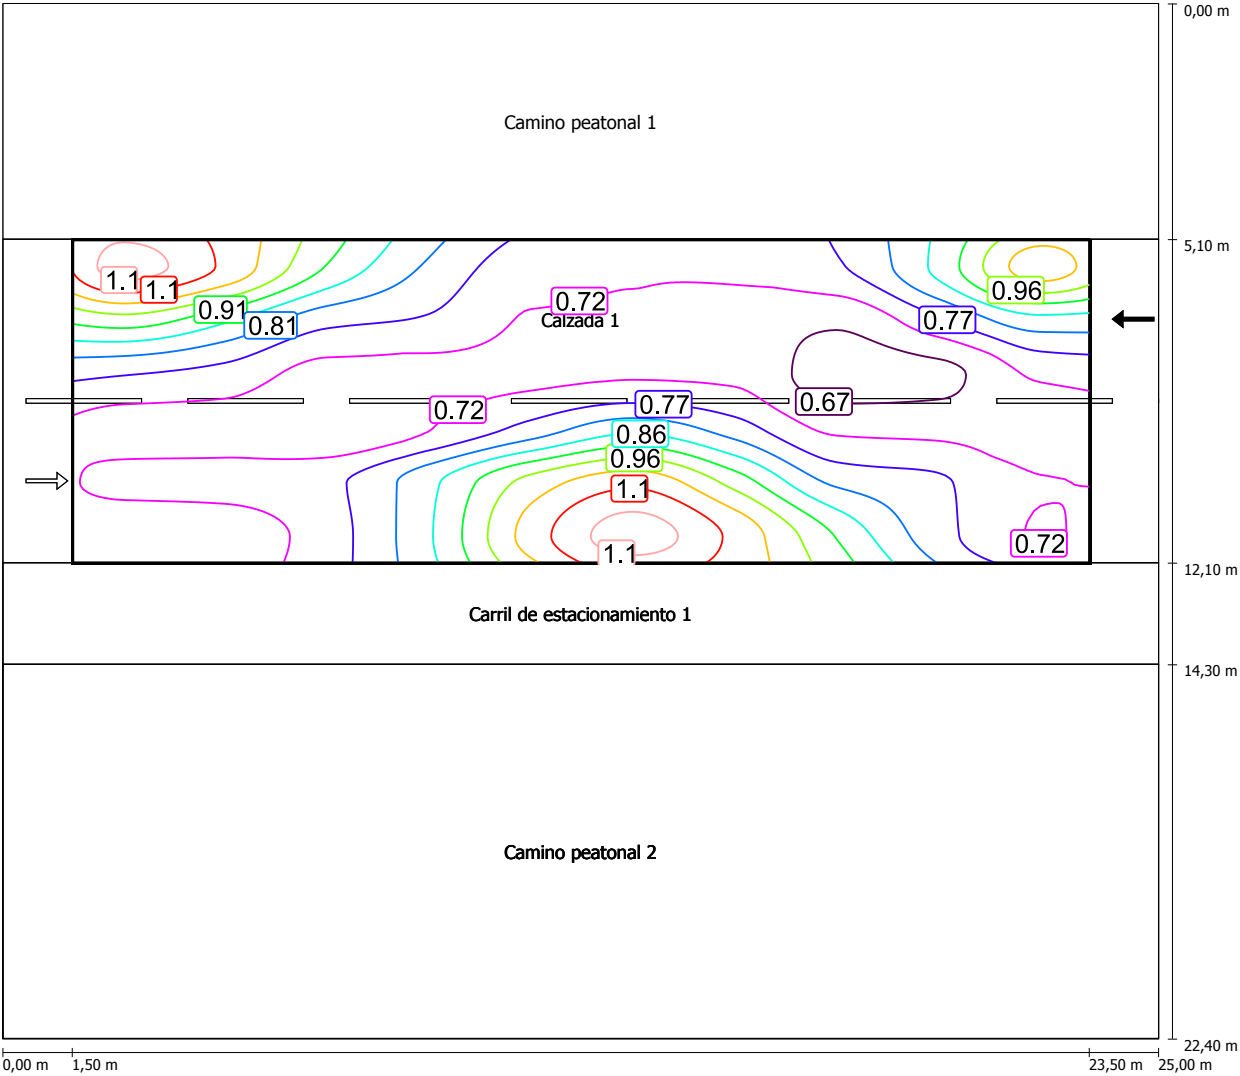 0,00 m
Camino peatonal 1
5,10 m
1.1
1.1
0.91
0.81
0.72
Calzada 1
0.77
0.96
0.67
0.72
0.77
0.86
0.96
1.1
1.1
0.72
12,10 m
Carril de estacionamiento 1
14,30 m
Camino peatonal 2
22,40 m
0,00 m
1,50 m
23,50 m
25,00 m